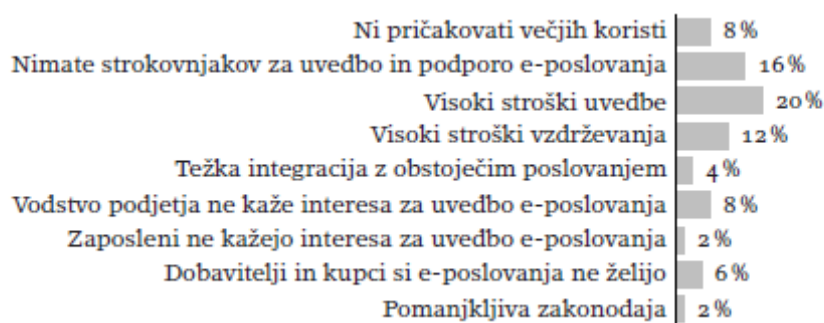 Ni pričakovati večjih koristi 8 %
Nimate strokovnjakov za uvedbo in podporo e-poslovanja 16 %
Visoki stroški uvedbe 20 %
Visoki stroški vzdrževanja 12 %
Težka integracija z obstoječim poslovanjem 4 %
Vodstvo podjetja ne kaže interesa za uvedbo e-poslovanja 8 %
Zaposleni ne kažejo interesa za uvedbo e-poslovanja 2 %
Dobavitelji in kupci si e-poslovanja ne želijo 6 %
Pomanjkljiva zakonodaja 2 %